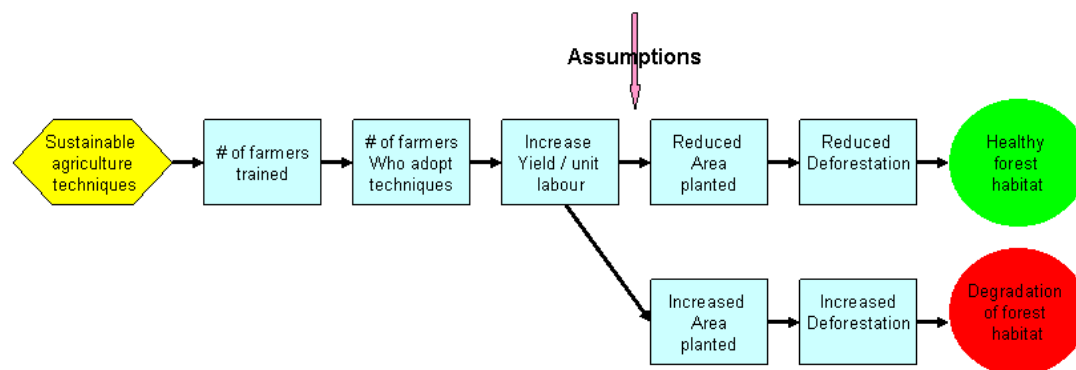 Assumptions
Sustainable
agriculture
techniques
# of farmers
trained
# of farmers
Who adopt
techniques
Increase
Yield / unit
labour
Reduced
Area
planted
Reduced
Deforestation
Healthy
forest
habitat
Increased
Area
planted
Increased
Deforestation
Degradation
of forest
habitat